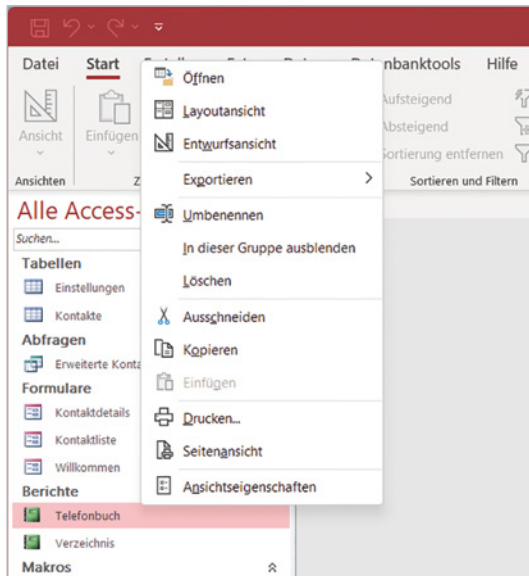 Datei Start nbanktools Hilfe
Ansicht Einfügen
Aufsteigend
Absteigend
Sortierung entfernen
Ansichten Z Sortieren und Filtern
Alle Access-
Suchen...
Tabellen
Einstellungen
Kontakte
Abfragen
Erweiterte Konta
Formulare
Kontaktdetails
Kontaktliste
Willkommen
Berichte
Telefonbuch
Verzeichnis
Makros
Öffnen
Layoutansicht
Entwurfsansicht
Exportieren
Umbenennen
In dieser Gruppe ausblenden
Löschen
Ausschneiden
Kopieren
Einfügen
Drucken...
Seitenansicht
Ansichtseigenschaften